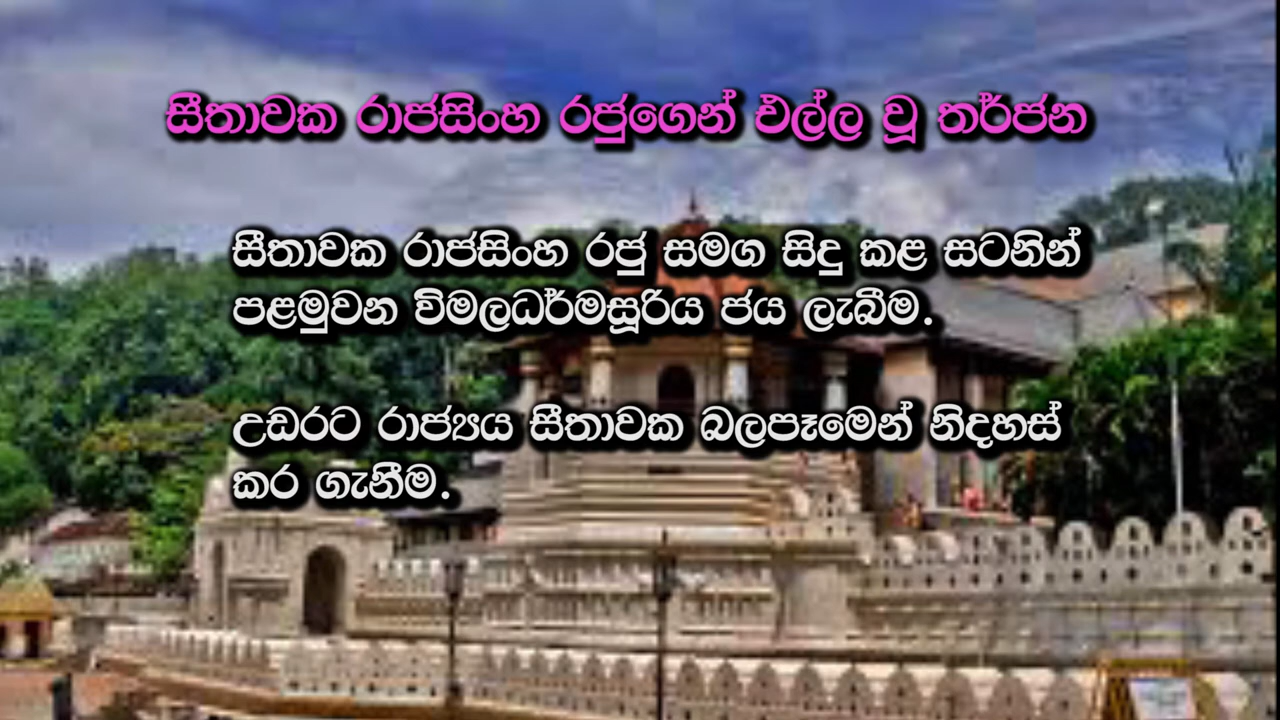 සීතාවක රාජසිංහ රජුගෙන් එල්ල වූ තර්ජන
සීතාවක රාජසිංහ රජු සමග සිදු කළ සටනින්
පළමුවන විමලධර්මසූරිය ජය ලැබීම.
උඩරට රාජ්‍යය සීතාවක බලපෑමෙන් නිදහස්
කර ගැනීම.